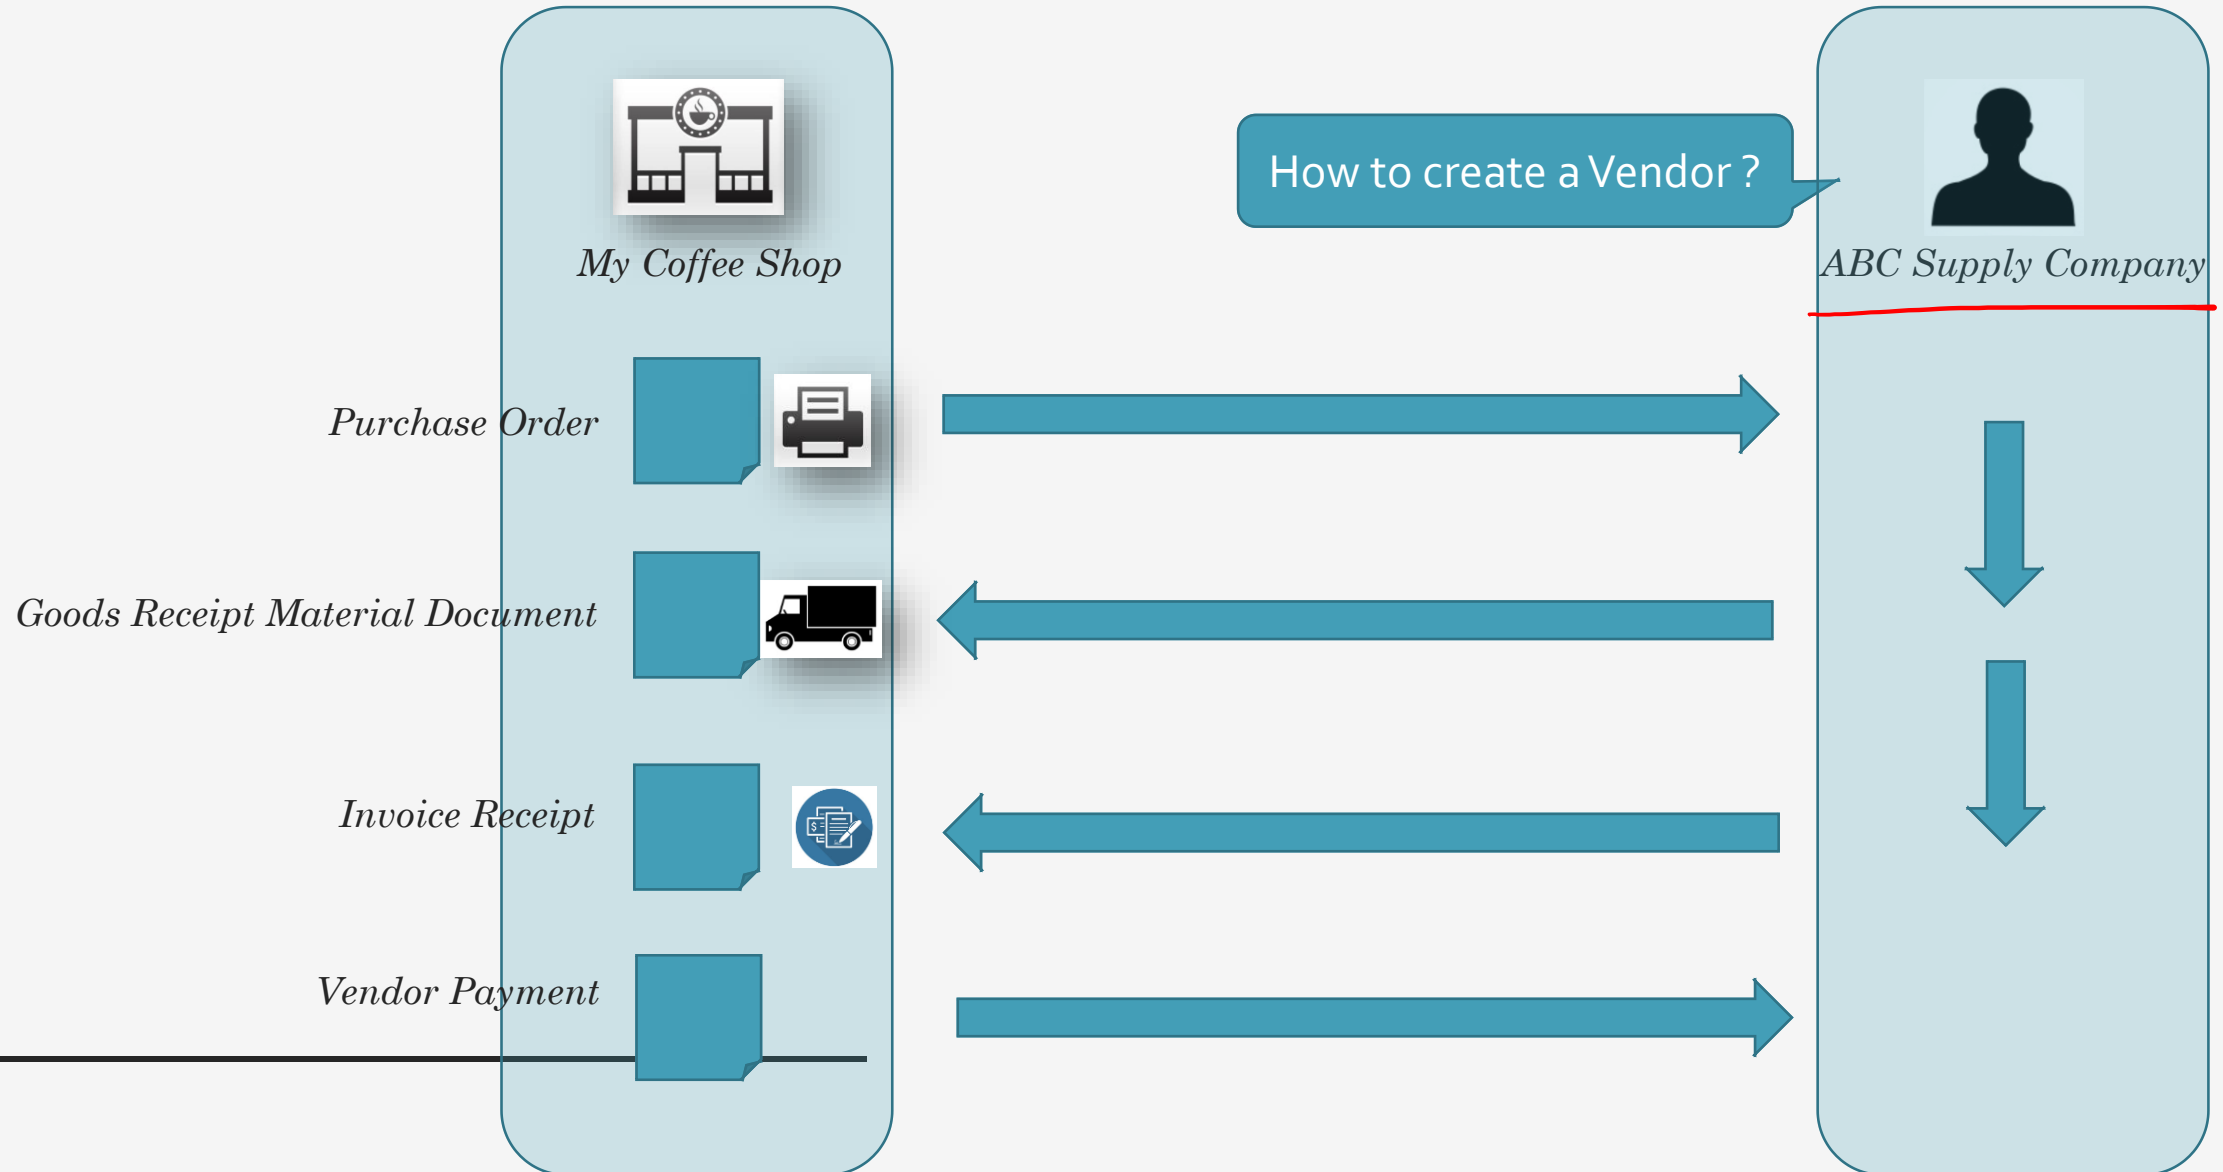 How to create a Vendor ?
My Coffee Shop
ABC Supply Company
Purchase Order
Goods Receipt Material Document
Invoice Receipt
Vendor Payment